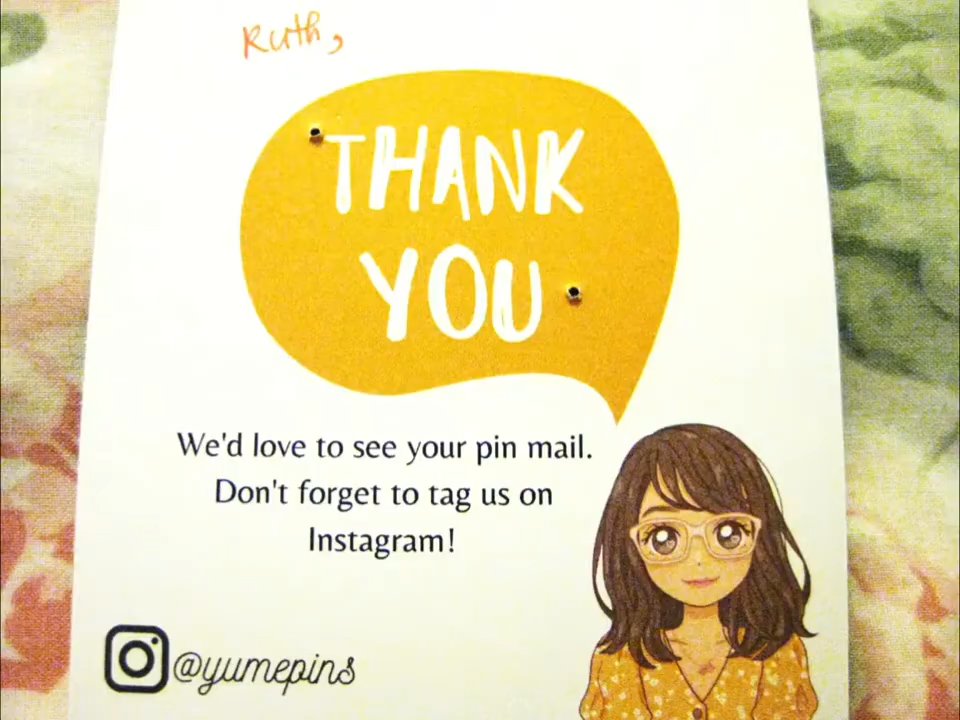 Ruth,
THANK
YOU
We'd love to see your pin mail.
Don't forget to tag us on
Instagram!
@yumepins